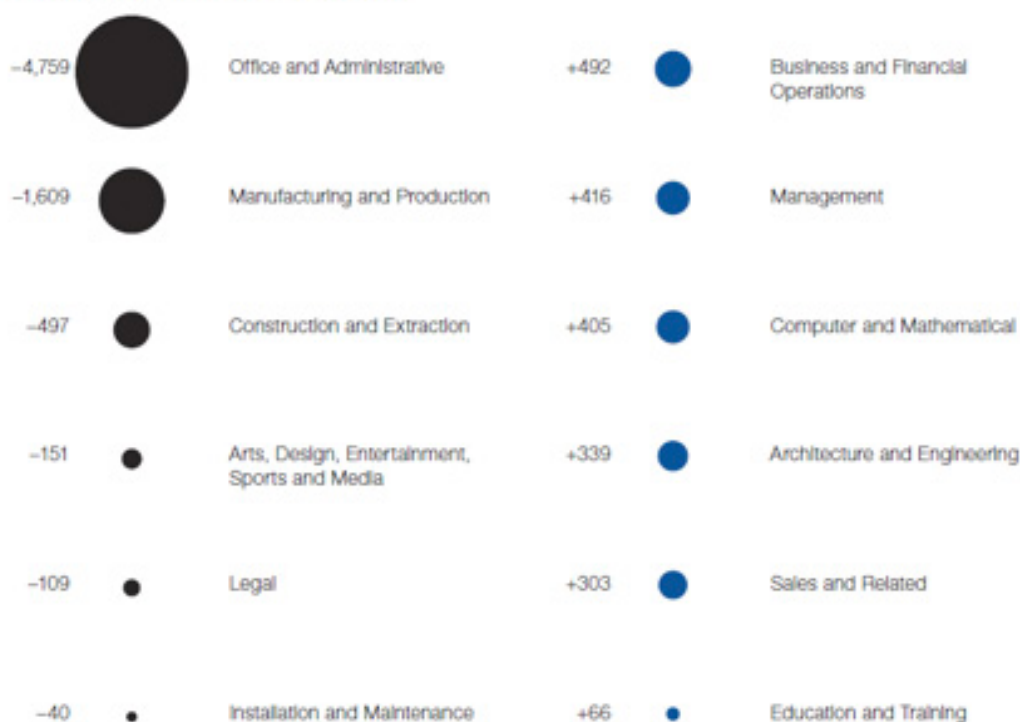 −4,759
Office and Administrative
+492
Business and Financial
Operations
−1,609
Manufacturing and Production
+416
Management
−497
Construction and Extraction
+405
Computer and Mathematical
−151
Arts, Design, Entertainment,
Sports and Media
+339
Architecture and Engineering
−109
Legal
+303
Sales and Related
−40
Installation and Maintenance
+66
Education and Training